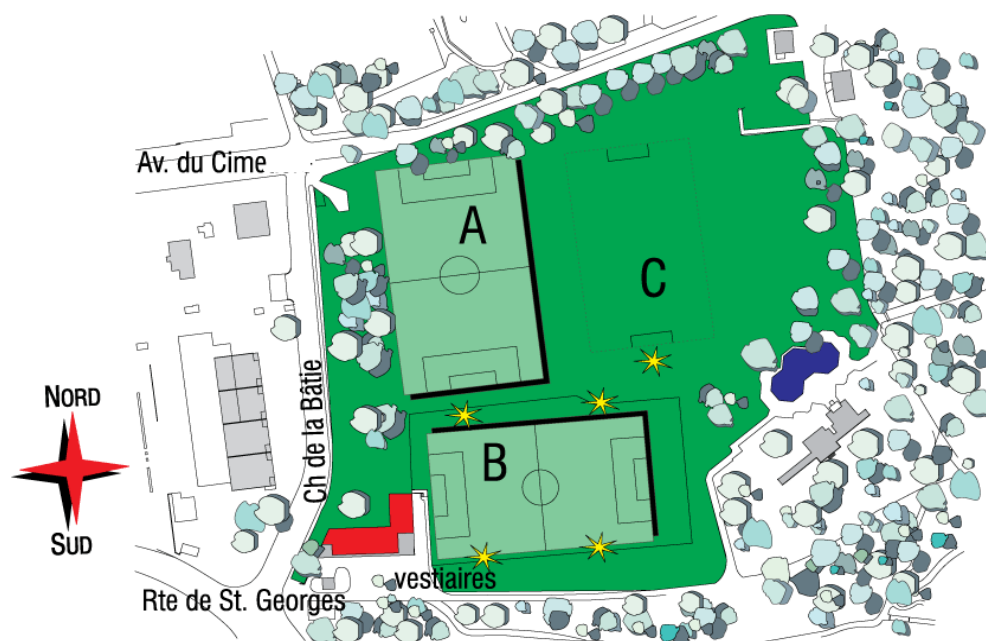 Av. du Cime
A
C
Ch de la Bâtie
NORD
B
SUD
vestiaires
Rte de St. Georges